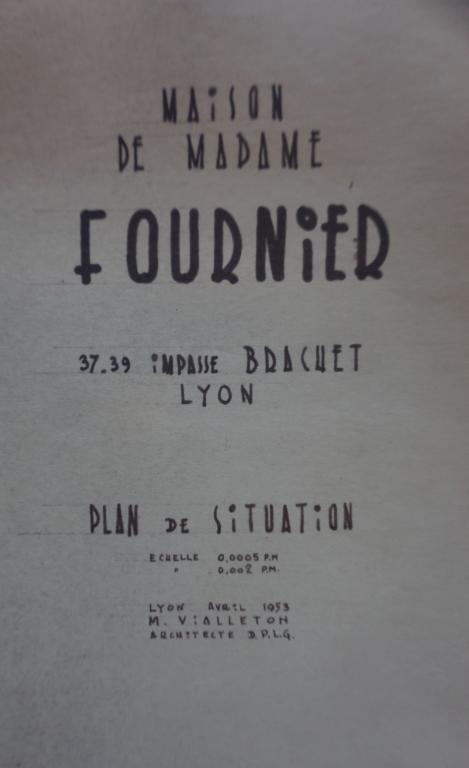 MAiSON
DE MADAME
FOURNiER
37.39 iMPASSE BRACHET
LYON
PLAN DE SiTUATiON
ECHELLE 0,0005 P.M
" 0,002 P.M.
LYON AVRIL 1953
M. ViALLETON
ARCHITECTE D.P.L.G.